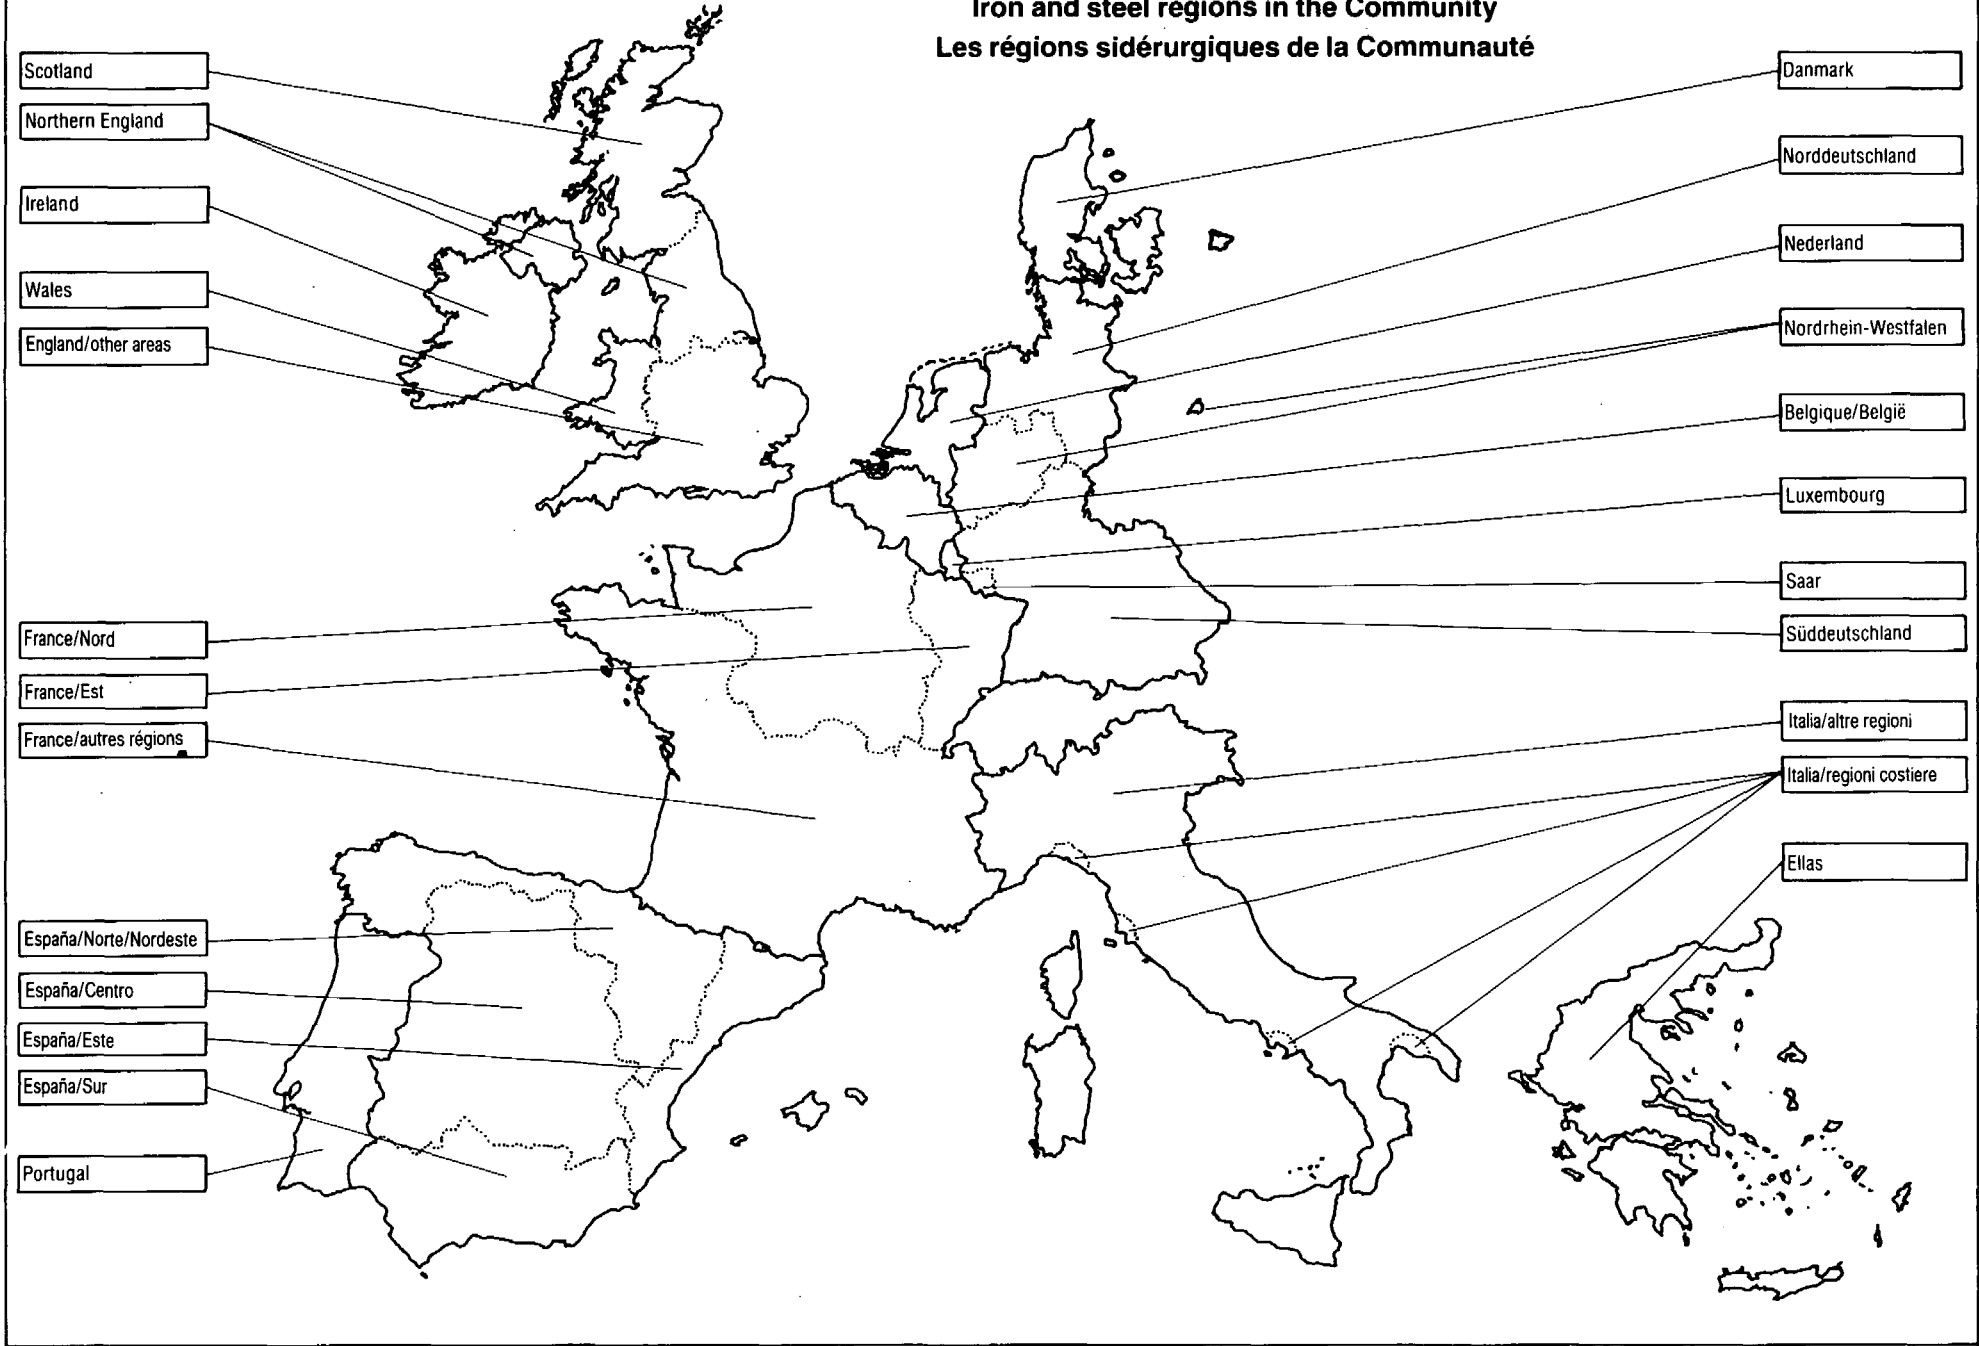 Iron and steel regions in the Community
Les régions sidérurgiques de la Communauté
Scotland
Northern England
Ireland
Wales
England/other areas
France/Nord
France/Est
France/autres régions
España/Norte/Nordeste
España/Centro
España/Este
España/Sur
Portugal
Danmark
Norddeutschland
Nederland
Nordrhein-Westfalen
Belgique/België
Luxembourg
Saar
Süddeutschland
Italia/altre regioni
Italia/regioni costiere
Ellas